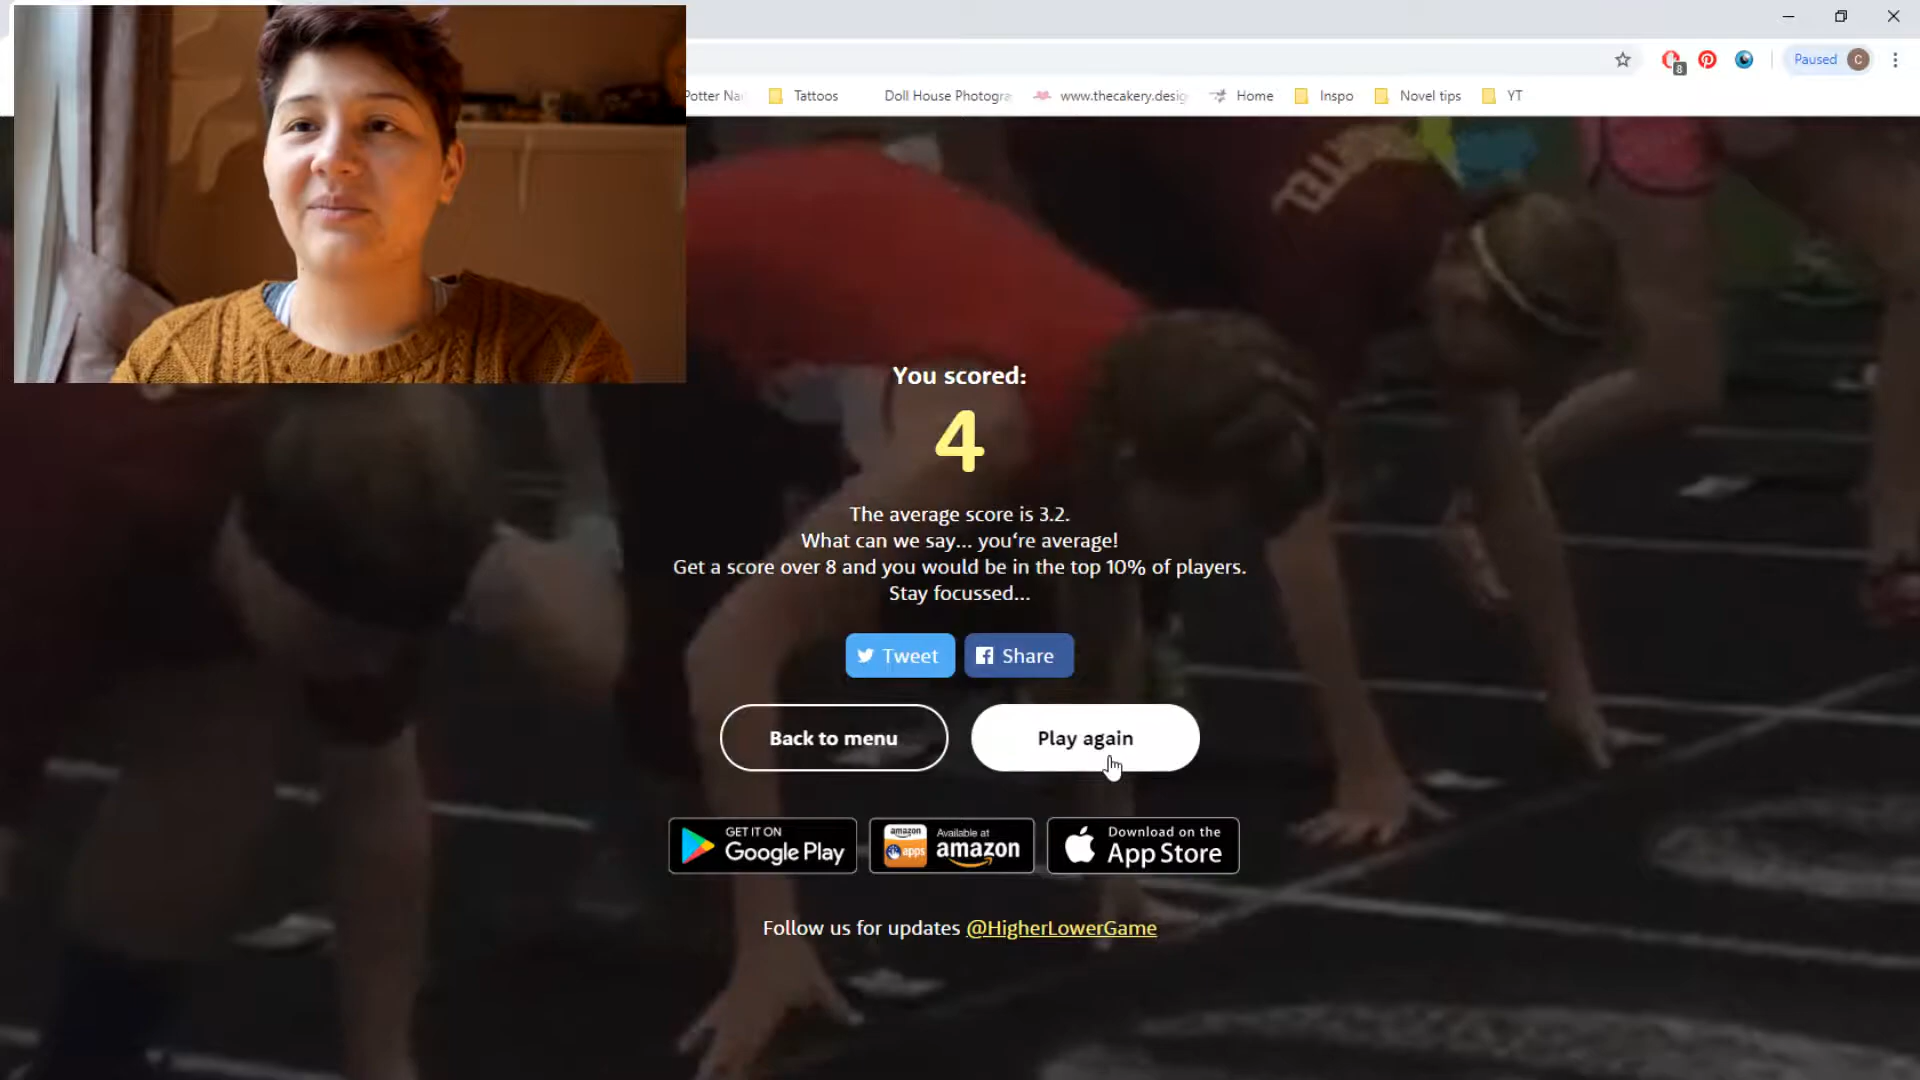 Paused C
8
Potter Na
Tattoos
Doll House Photogra
www.thecakery.desig
Home
Inspo
Novel tips
YT
You scored:
4
The average score is 3.2.
What can we say... you're average!
Get a score over 8 and you would be in the top 10% of players.
Stay focussed...
Tweet
Share
Back to menu
Play again
GET IT ON
Google Play
amazon
apps
Available at
amazon
Download on the
App Store
Follow us for updates @HigherLowerGame